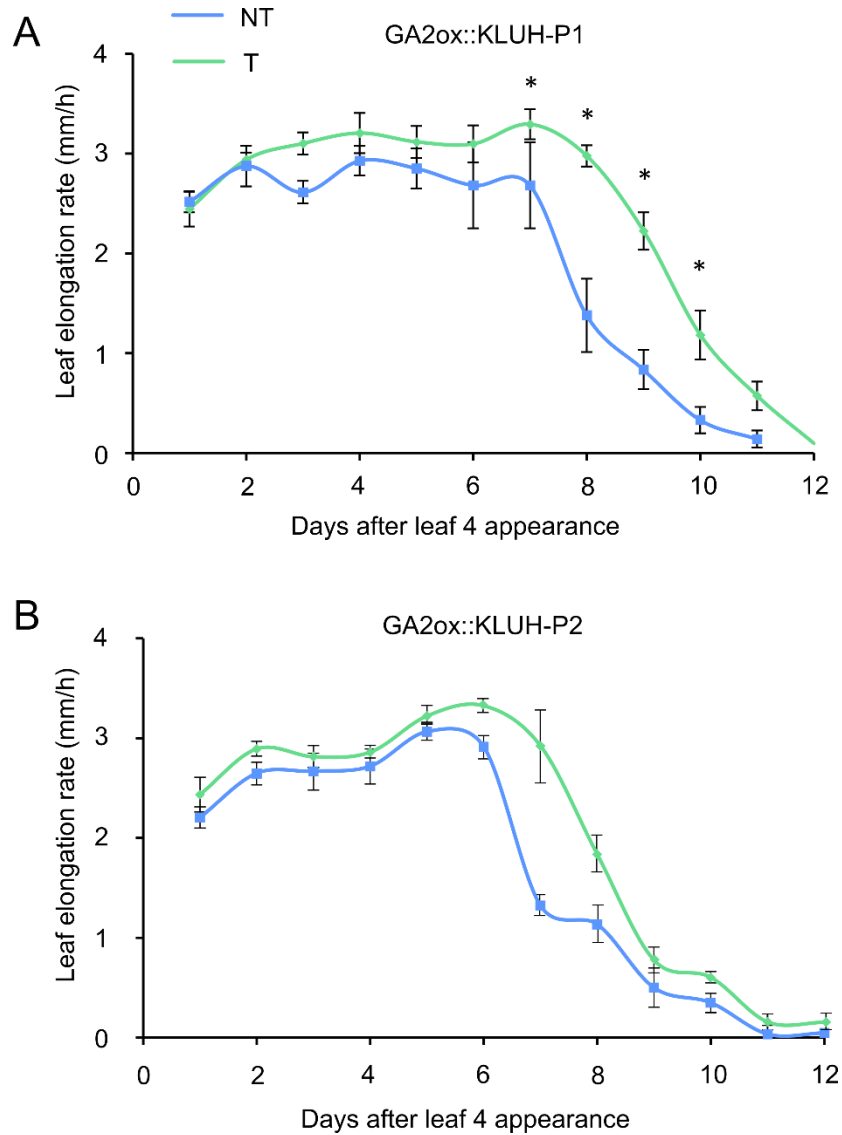 A
NT
T
GA2ox::KLUH-P1
*
*
*
*
Leaf elongation rate (mm/h)
4
3
2
1
0
0 2 4 6 8 10 12
Days after leaf 4 appearance
B
GA2ox::KLUH-P2
Leaf elongation rate (mm/h)
4
3
2
1
0
0 2 4 6 8 10 12
Days after leaf 4 appearance